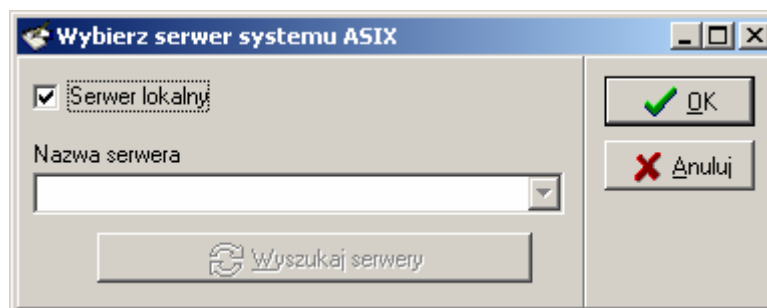 Wybierz serwer systemu ASIX
Serwer lokalny
OK
Nazwa serwera
Anuluj
Wyszukaj serwery